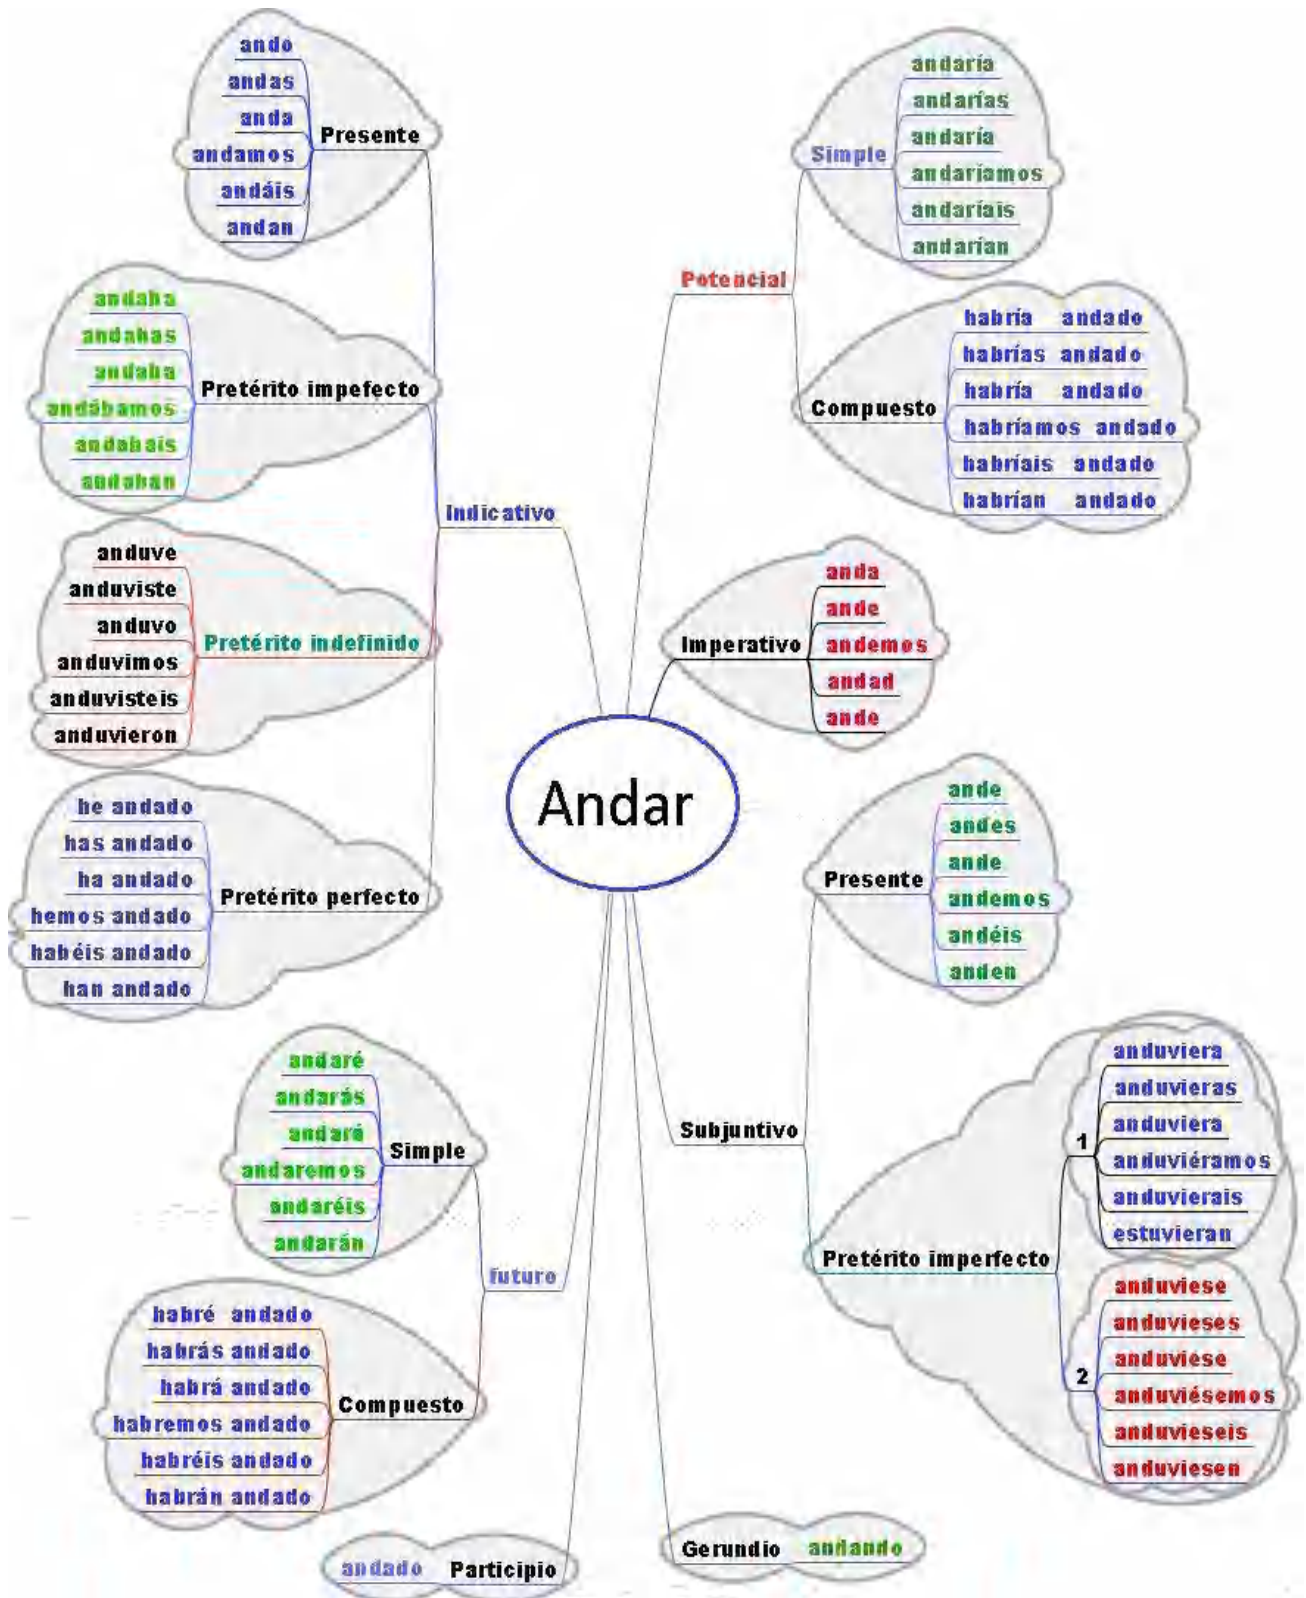 Andar
Indicativo
Presente
ando
andas
anda
andamos
andáis
andan
Pretérito impefecto
andaba
andabas
andaba
andábamos
andabais
andaban
Pretérito indefinido
anduve
anduviste
anduvo
anduvimos
anduvisteis
anduvieron
Pretérito perfecto
he andado
has andado
ha andado
hemos andado
habéis andado
han andado
futuro
Simple
andaré
andarás
andará
andaremos
andaréis
andarán
Compuesto
habré andado
habrás andado
habrá andado
habremos andado
habréis andado
habrán andado
Participio
andado
Potencial
Simple
andaría
andarías
andaría
andaríamos
andaríais
andarían
Compuesto
habría andado
habrías andado
habría andado
habríamos andado
habríais andado
habrían andado
Imperativo
anda
ande
andemos
andad
ande
Subjuntivo
Presente
ande
andes
ande
andemos
andéis
anden
Pretérito imperfecto
1
anduviera
anduvieras
anduviera
anduviéramos
anduvierais
estuvieran
2
anduviese
anduvieses
anduviese
anduviésemos
anduvieseis
anduviesen
Gerundio
andando